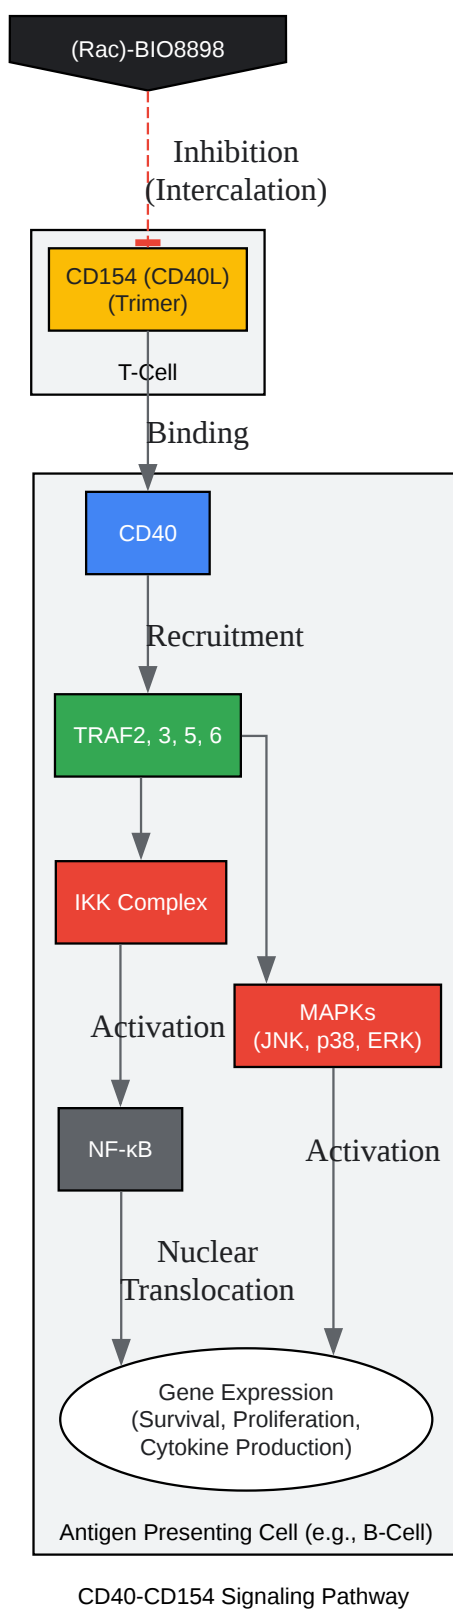 (Rac)-BIO8898
Inhibition
(Intercalation)
CD154 (CD40L)
(Trimer)
T-Cell
Binding
CD40
Recruitment
TRAF2, 3, 5, 6
IKK Complex
MAPKs
(JNK, p38, ERK)
Activation
NF-κB
Activation
Nuclear
Translocation
Gene Expression
(Survival, Proliferation,
Cytokine Production)
Antigen Presenting Cell (e.g., B-Cell)
CD40-CD154 Signaling Pathway